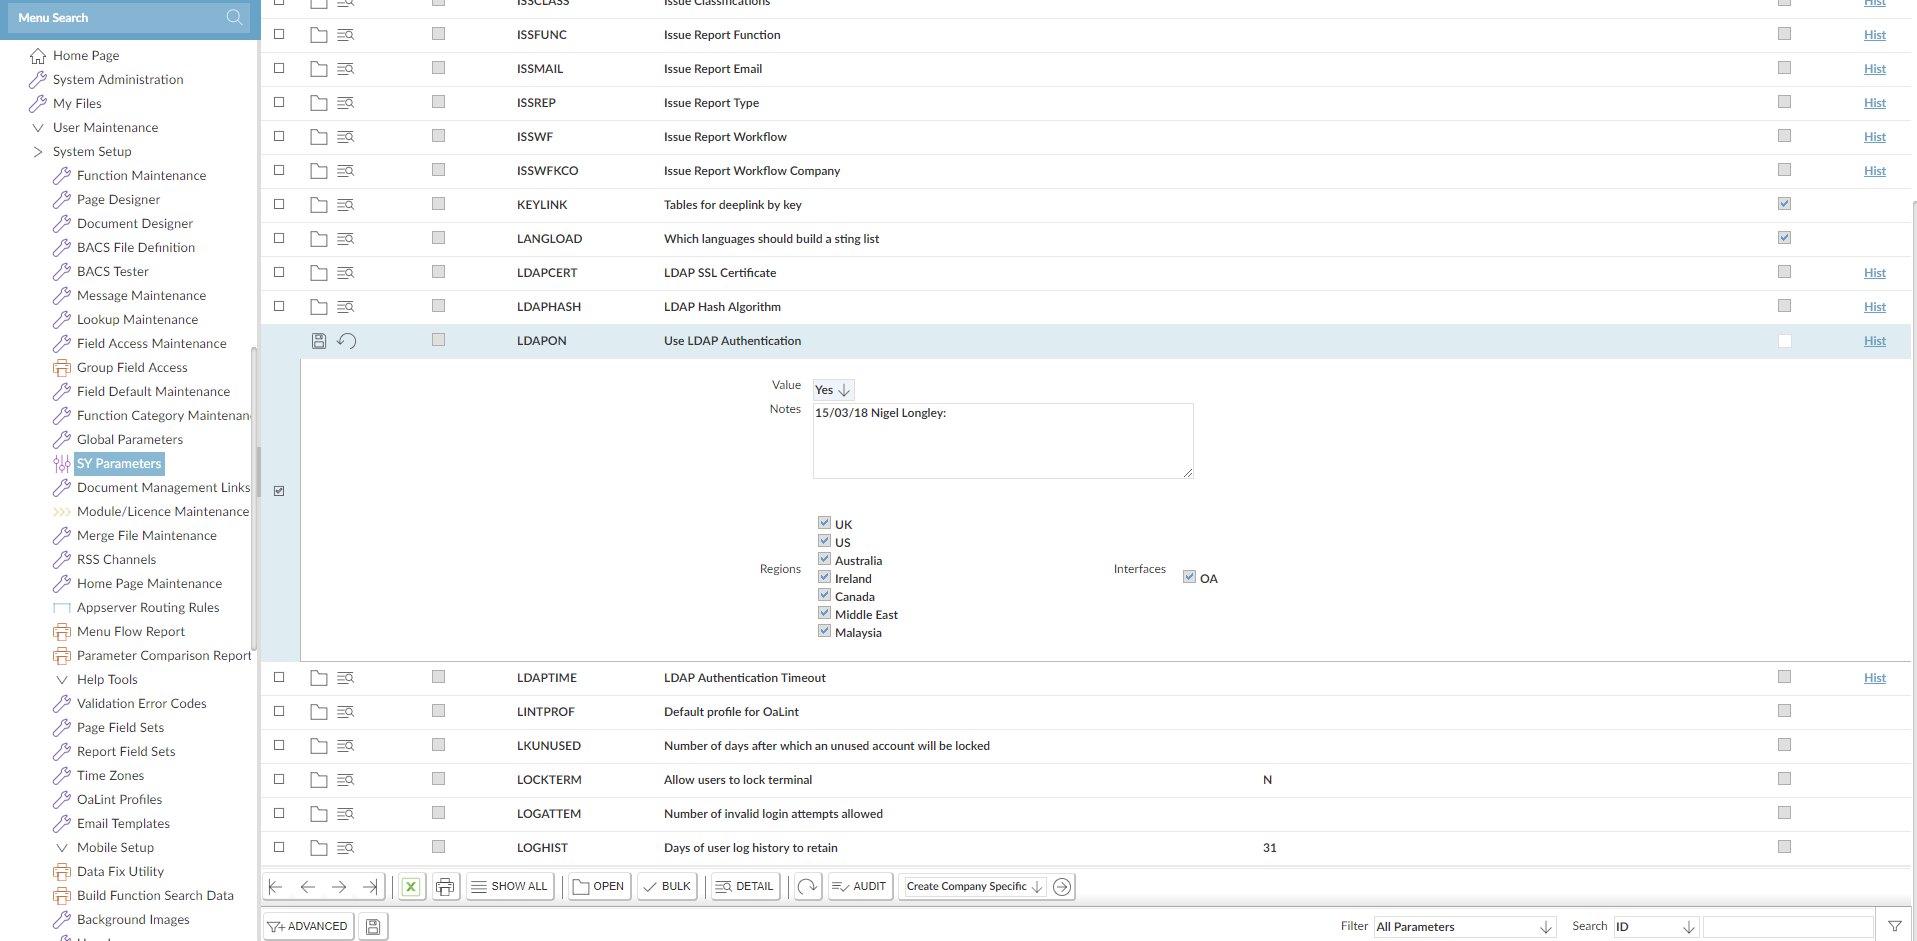 Menu Search
Home Page
System Administration
My Files
User Maintenance
System Setup
Function Maintenance
Page Designer
Document Designer
BACS File Definition
BACS Tester
Message Maintenance
Lookup Maintenance
Field Access Maintenance
Group Field Access
Field Default Maintenance
Function Category Maintenan
Global Parameters
SY Parameters
Document Management Links
Module/Licence Maintenance
Merge File Maintenance
RSS Channels
Home Page Maintenance
Appserver Routing Rules
Menu Flow Report
Parameter Comparison Report
Help Tools
Validation Error Codes
Page Field Sets
Report Field Sets
Time Zones
OaLint Profiles
Email Templates
Mobile Setup
Data Fix Utility
Build Function Search Data
Background Images
ISSCLASS Issue Classifications Hist
ISSFUNC Issue Report Function Hist
ISSMAIL Issue Report Email Hist
ISSREP Issue Report Type Hist
ISSWF Issue Report Workflow Hist
ISSWFKCO Issue Report Workflow Company Hist
KEYLINK Tables for deeplink by key
LANGLOAD Which languages should build a sting list
LDAPCERT LDAP SSL Certificate Hist
LDAPHASH LDAP Hash Algorithm Hist
LDAPON Use LDAP Authentication Hist
Value Yes
Notes 15/03/18 Nigel Longley:
Regions
UK
US
Australia
Ireland
Canada
Middle East
Malaysia
Interfaces OA
LDAPTIME LDAP Authentication Timeout Hist
LINTPROF Default profile for OaLint
LKUNUSED Number of days after which an unused account will be locked
LOCKTERM Allow users to lock terminal N
LOGATTEM Number of invalid login attempts allowed
LOGHIST Days of user log history to retain 31
SHOW ALL OPEN BULK DETAIL AUDIT Create Company Specific
ADVANCED Filter All Parameters Search ID